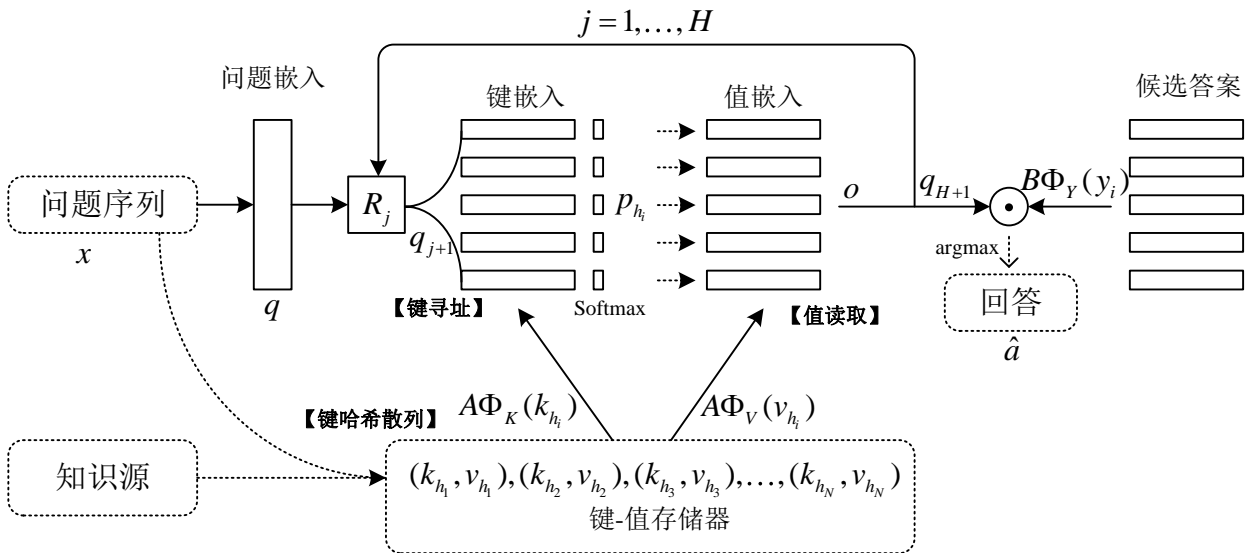 j = 1,…,H
问题嵌入
键嵌入
值嵌入
候选答案
问题序列
x
q
R_j
q_{j+1}
p_{h_i}
o
q_{H+1}
BΦ_Y(y_i)
argmax
回答
â
【键寻址】
Softmax
【值读取】
【键哈希散列】
AΦ_K(k_{h_i})
AΦ_V(v_{h_i})
知识源
(k_{h_1},v_{h_1}),(k_{h_2},v_{h_2}),(k_{h_3},v_{h_3}),…,(k_{h_N},v_{h_N})
键-值存储器